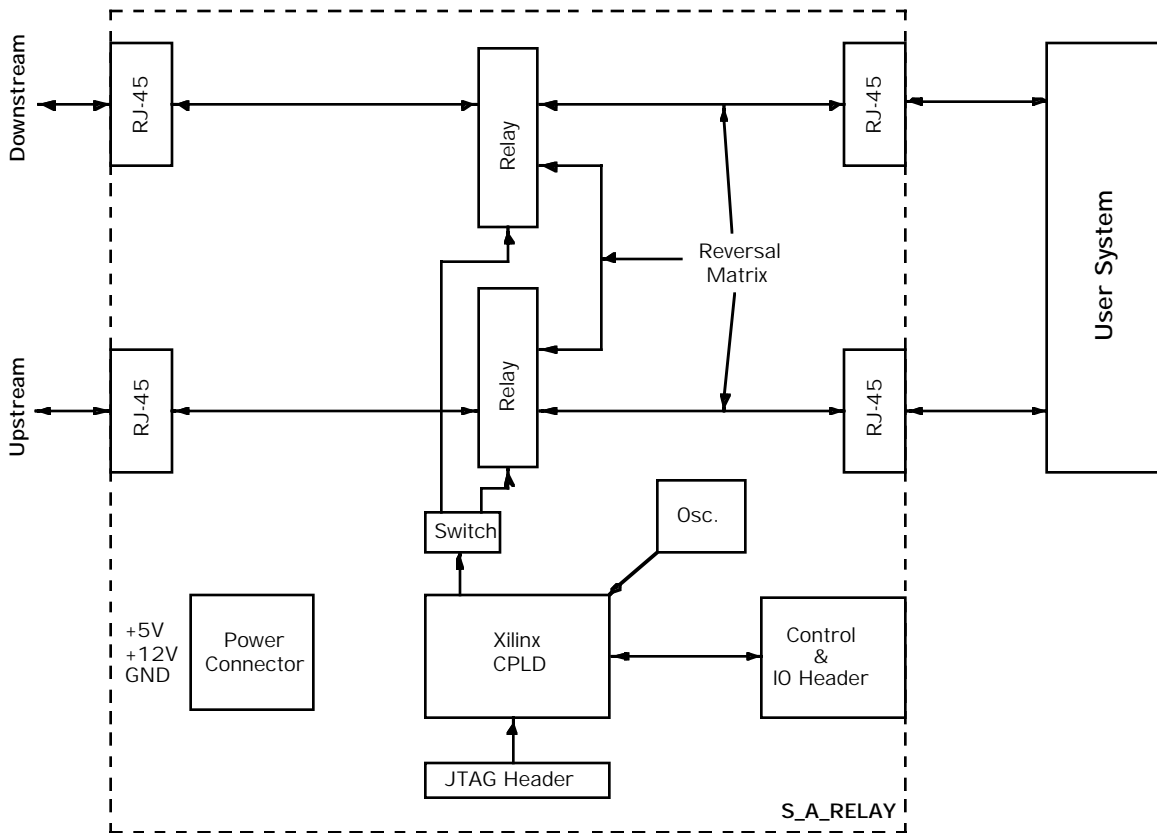 Downstream
RJ-45
Relay
RJ-45
User System
Reversal
Matrix
Upstream
RJ-45
Relay
RJ-45
Switch
Osc.
+5V
+12V
GND
Power
Connector
Xilinx
CPLD
Control
&
IO Header
JTAG Header
S_A_RELAY